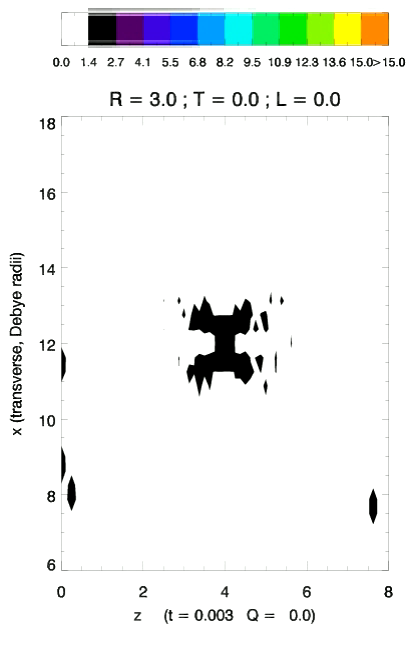 0.0 1.4 2.7 4.1 5.5 6.8 8.2 9.5 10.9 12.3 13.6 15.0 >15.0
R = 3.0 ; T = 0.0 ; L = 0.0
18
16
14
12
10
8
6
x (transverse, Debye radii)
0 2 4 6 8
z (t = 0.003 Q = 0.0)